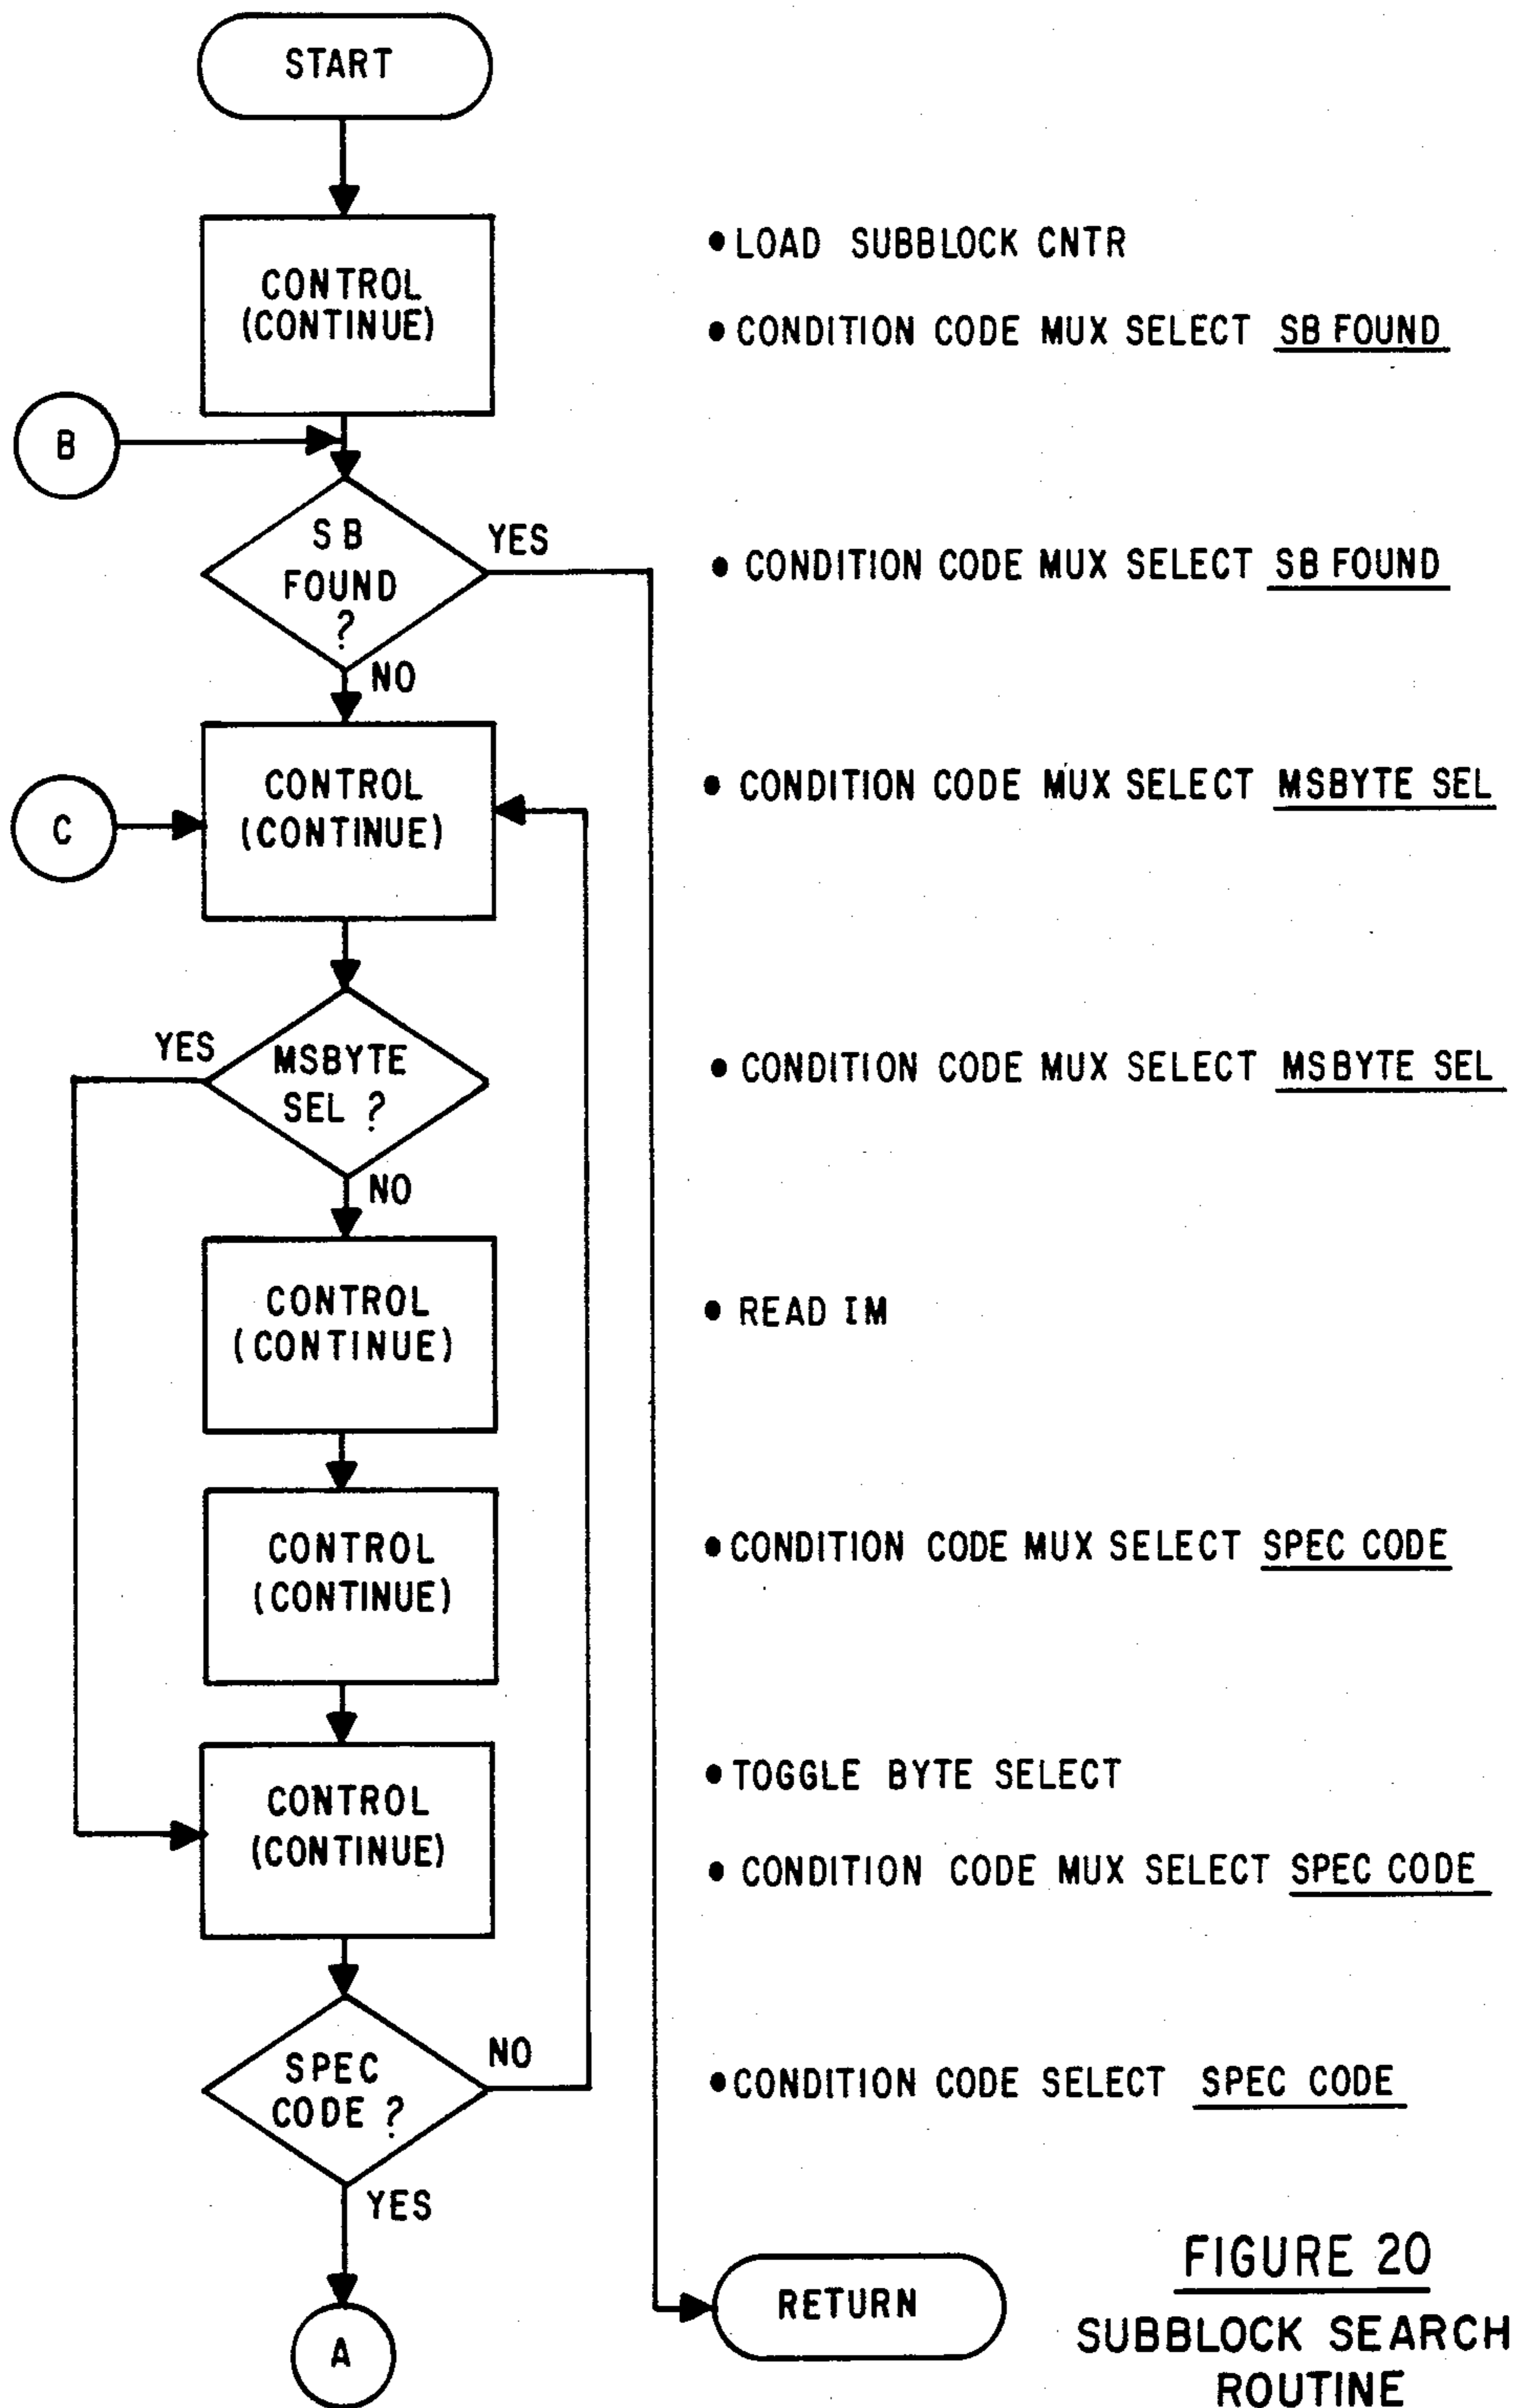 START
CONTROL
(CONTINUE)
• LOAD SUBBLOCK CNTR
• CONDITION CODE MUX SELECT SB FOUND
B
SB
FOUND
?
YES
NO
• CONDITION CODE MUX SELECT SB FOUND
C
CONTROL
(CONTINUE)
• CONDITION CODE MUX SELECT MSBYTE SEL
YES
MSBYTE
SEL ?
NO
• CONDITION CODE MUX SELECT MSBYTE SEL
CONTROL
(CONTINUE)
• READ IM
CONTROL
(CONTINUE)
• CONDITION CODE MUX SELECT SPEC CODE
CONTROL
(CONTINUE)
• TOGGLE BYTE SELECT
• CONDITION CODE MUX SELECT SPEC CODE
SPEC
CODE ?
NO
YES
• CONDITION CODE SELECT SPEC CODE
A
RETURN
FIGURE 20
SUBBLOCK SEARCH
ROUTINE